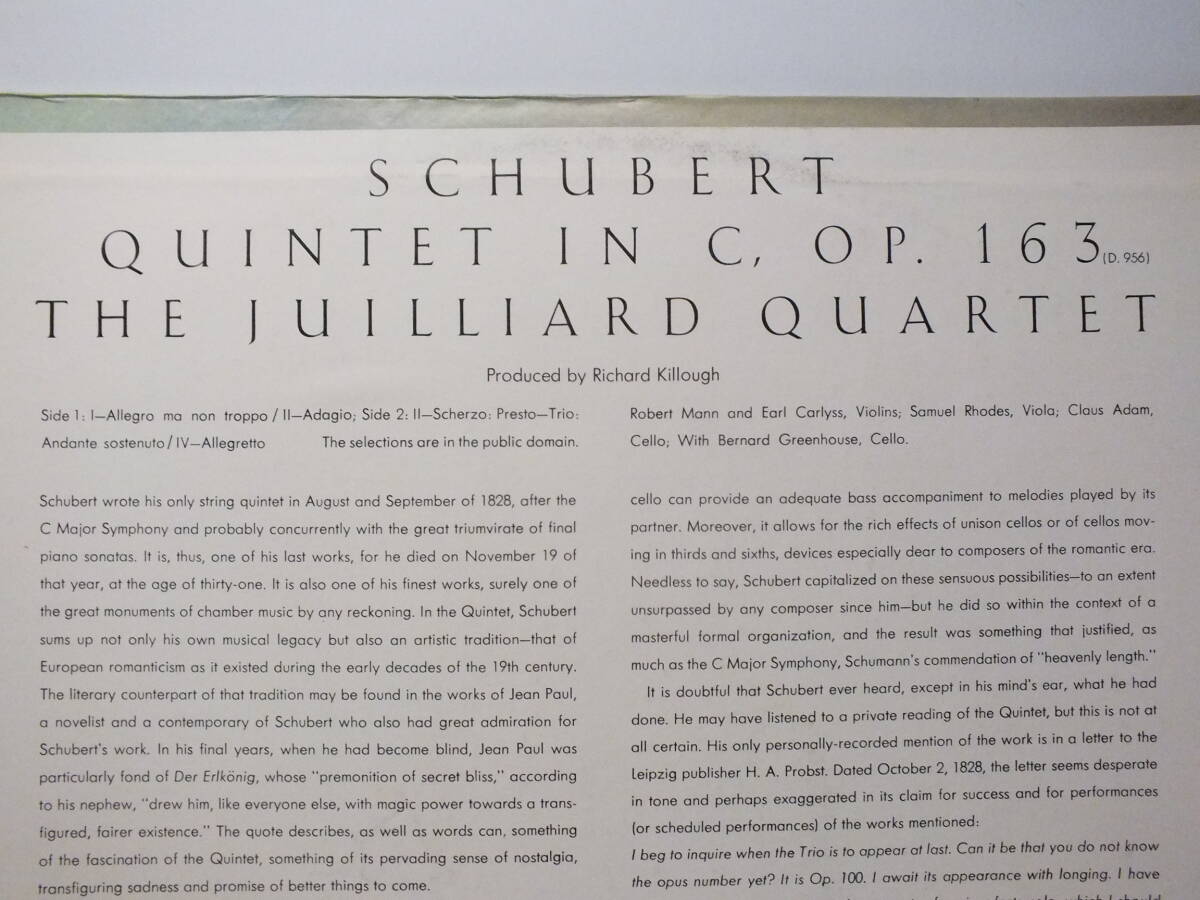 SCHUBERT
QUINTET IN C, OP. 163 (D. 956)
THE JUILLIARD QUARTET
Produced by Richard Killough
Side 1: I—Allegro ma non troppo / II—Adagio; Side 2: II—Scherzo: Presto—Trio:
Andante sostenuto / IV—Allegretto The selections are in the public domain.
Schubert wrote his only string quintet in August and September of 1828, after the
C Major Symphony and probably concurrently with the great triumvirate of final
piano sonatas. It is, thus, one of his last works, for he died on November 19 of
that year, at the age of thirty-one. It is also one of his finest works, surely one of
the great monuments of chamber music by any reckoning. In the Quintet, Schubert
sums up not only his own musical legacy but also an artistic tradition—that of
European romanticism as it existed during the early decades of the 19th century.
The literary counterpart of that tradition may be found in the works of Jean Paul,
a novelist and a contemporary of Schubert who also had great admiration for
Schubert's work. In his final years, when he had become blind, Jean Paul was
particularly fond of Der Erlkönig, whose "premonition of secret bliss," according
to his nephew, "drew him, like everyone else, with magic power towards a trans-
figured, fairer existence." The quote describes, as well as words can, something
of the fascination of the Quintet, something of its pervading sense of nostalgia,
transfiguring sadness and promise of better things to come.
Robert Mann and Earl Carlyss, Violins; Samuel Rhodes, Viola; Claus Adam,
Cello; With Bernard Greenhouse, Cello.
cello can provide an adequate bass accompaniment to melodies played by its
partner. Moreover, it allows for the rich effects of unison cellos or of cellos mov-
ing in thirds and sixths, devices especially dear to composers of the romantic era.
Needless to say, Schubert capitalized on these sensuous possibilities—to an extent
unsurpassed by any composer since him—but he did so within the context of a
masterful formal organization, and the result was something that justified, as
much as the C Major Symphony, Schumann's commendation of "heavenly length."
It is doubtful that Schubert ever heard, except in his mind's ear, what he had
done. He may have listened to a private reading of the Quintet, but this is not at
all certain. His only personally-recorded mention of the work is in a letter to the
Leipzig publisher H. A. Probst. Dated October 2, 1828, the letter seems desperate
in tone and perhaps exaggerated in its claim for success and for performances
(or scheduled performances) of the works mentioned:
I beg to inquire when the Trio is to appear at last. Can it be that you do not know
the opus number yet? It is Op. 100. I await its appearance with longing. I have